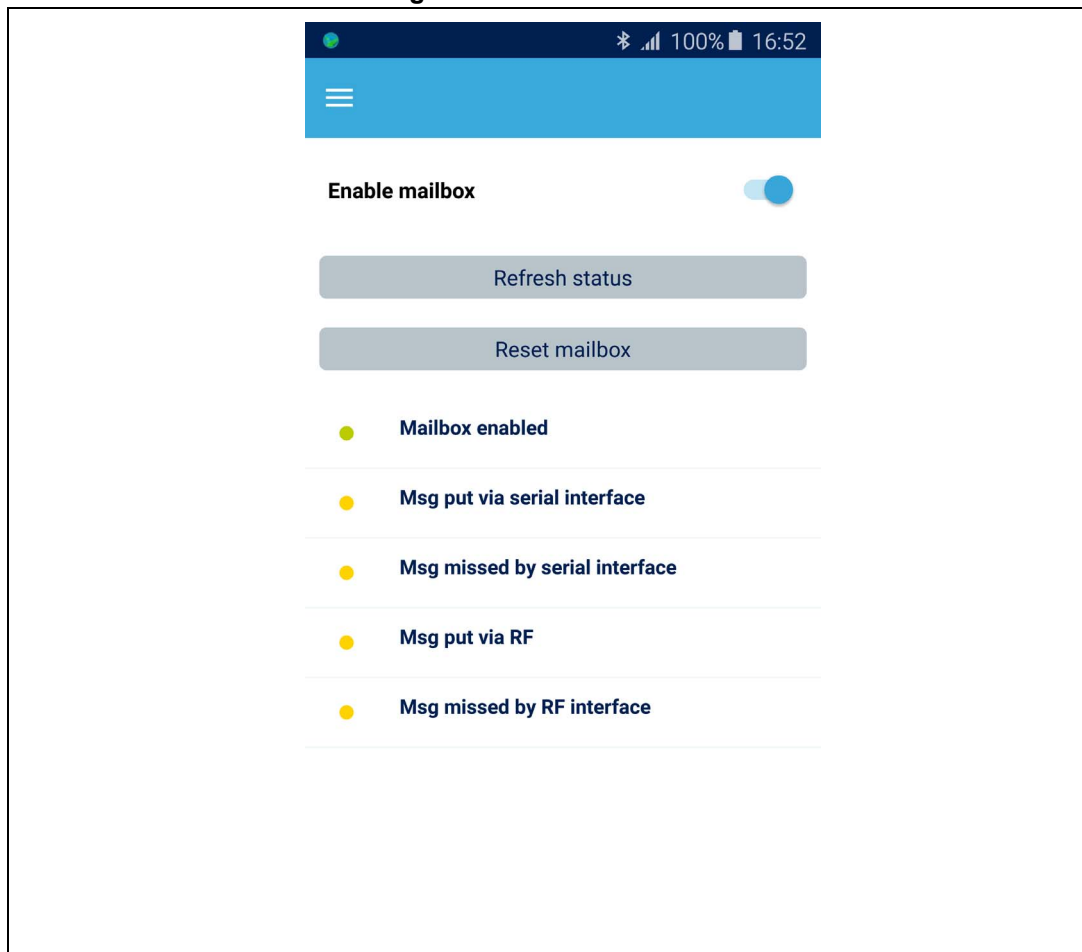 100% 16:52
Enable mailbox
Refresh status
Reset mailbox
Mailbox enabled
Msg put via serial interface
Msg missed by serial interface
Msg put via RF
Msg missed by RF interface